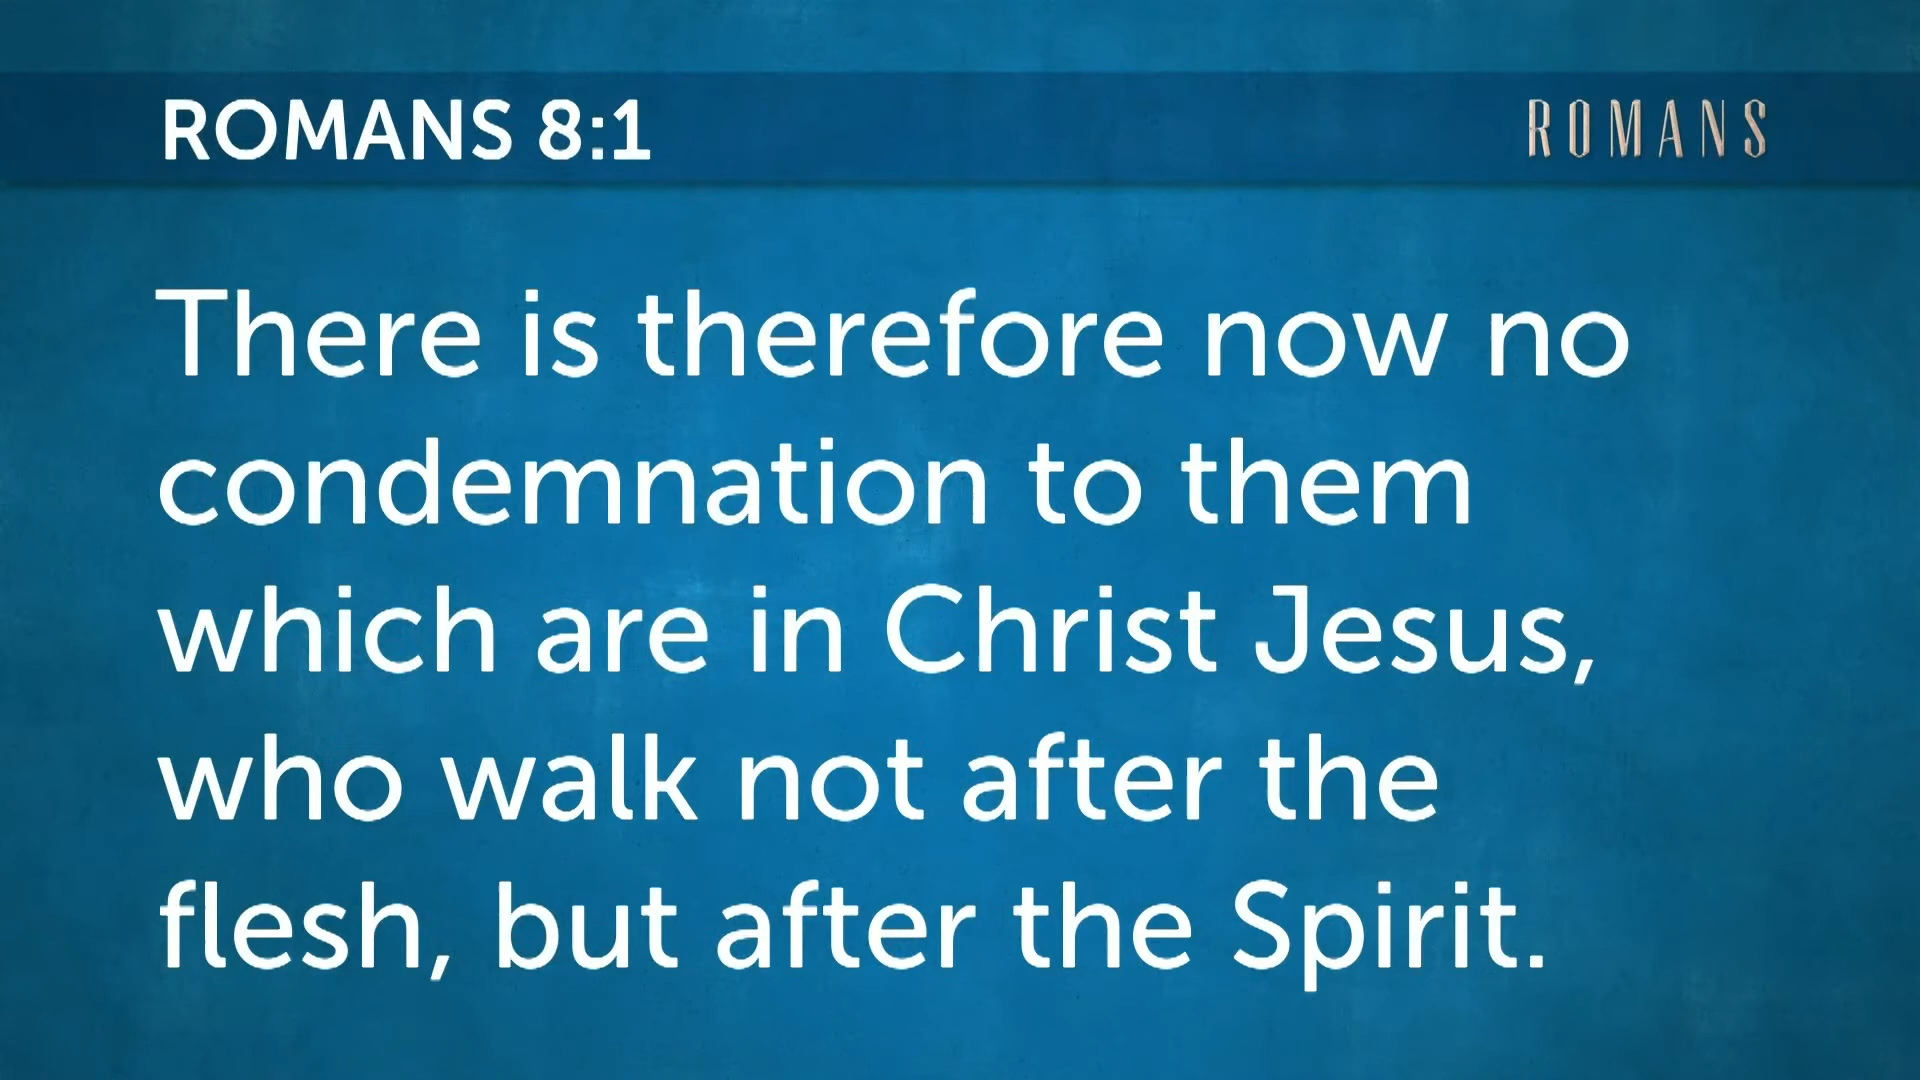 ROMANS 8:1
ROMANS
There is therefore now no
condemnation to them
which are in Christ Jesus,
who walk not after the
flesh, but after the Spirit.